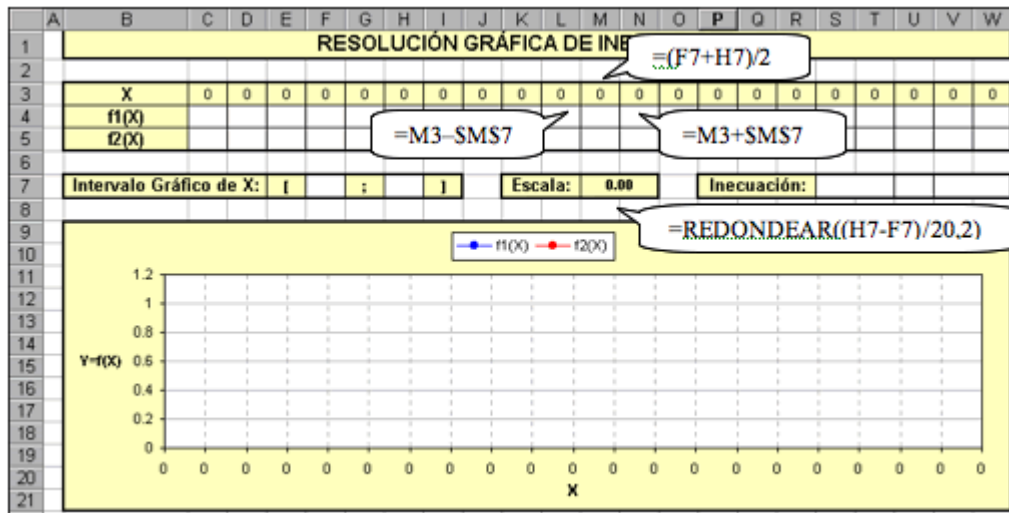 A B C D E F G H I J K L M N O P Q R S T U V W
1 RESOLUCIÓN GRÁFICA DE INE
=(F7+H7)/2
2
3 X 0 0 0 0 0 0 0 0 0 0 0 0 0 0 0 0 0 0 0 0 0
4 f1(X)
=M3–$M$7 =M3+$M$7
5 f2(X)
6
7 Intervalo Gráfico de X: [ ; ] Escala: 0.00 Inecuación:
8
=REDONDEAR((H7-F7)/20,2)
9
10 f1(X) f2(X)
11 1.2
12 1
13 0.8
14
15 Y=f(X) 0.6
16 0.4
17 0.2
18
19 0
20 0 0 0 0 0 0 0 0 0 0 0 0 0 0 0 0 0 0 0 0 0
21 X